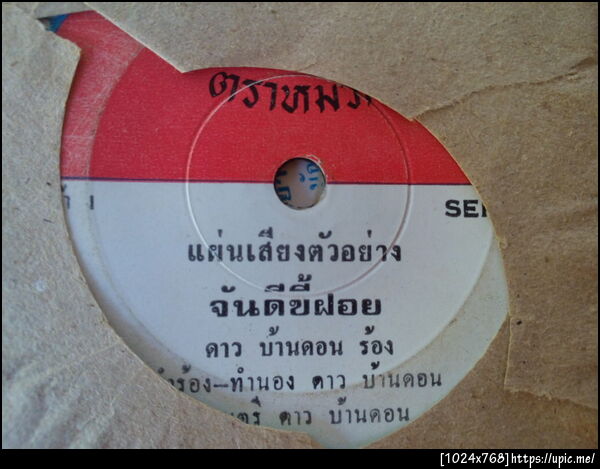 แผ่นเสียงตัวอย่าง
จันดีขี้ฝอย
ดาว บ้านดอน ร้อง
ทำนอง ดาว บ้านดอน
ดาว บ้านดอน
[1024x768]https://upic.me/